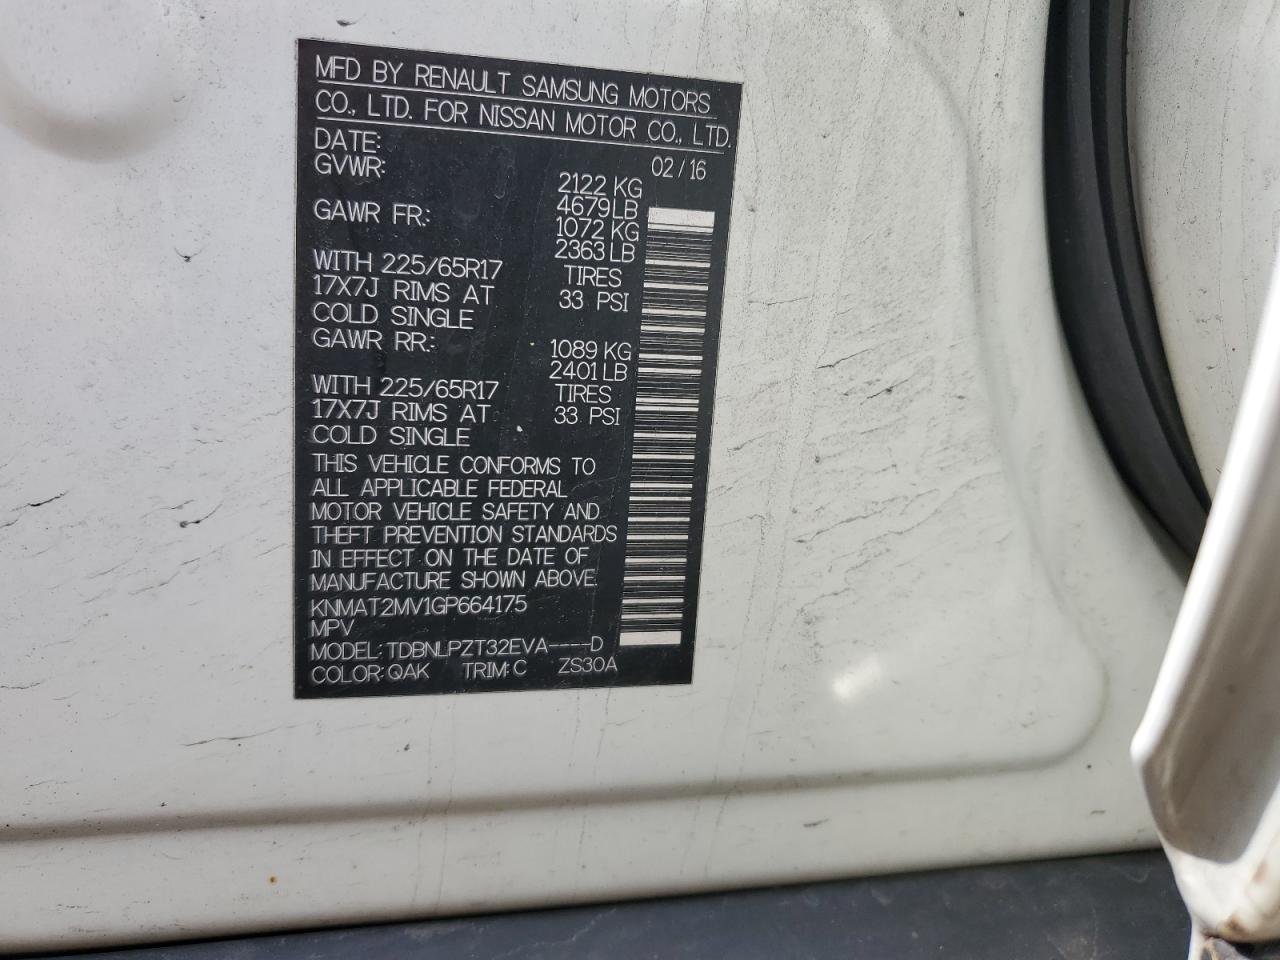 MFD BY RENAULT SAMSUNG MOTORS
CO., LTD. FOR NISSAN MOTOR CO., LTD.
DATE: 02/16
GVWR: 2122 KG
4679 LB
GAWR FR: 1072 KG
2363 LB
WITH 225/65R17 TIRES
17X7J RIMS AT 33 PSI
COLD SINGLE
GAWR RR: 1089 KG
2401 LB
WITH 225/65R17 TIRES
17X7J RIMS AT 33 PSI
COLD SINGLE
THIS VEHICLE CONFORMS TO
ALL APPLICABLE FEDERAL
MOTOR VEHICLE SAFETY AND
THEFT PREVENTION STANDARDS
IN EFFECT ON THE DATE OF
MANUFACTURE SHOWN ABOVE.
KNMAT2MV1GP664175
MPV
MODEL: TDBNLPZT32EVA----D
COLOR: QAK TRIM: C ZS30A